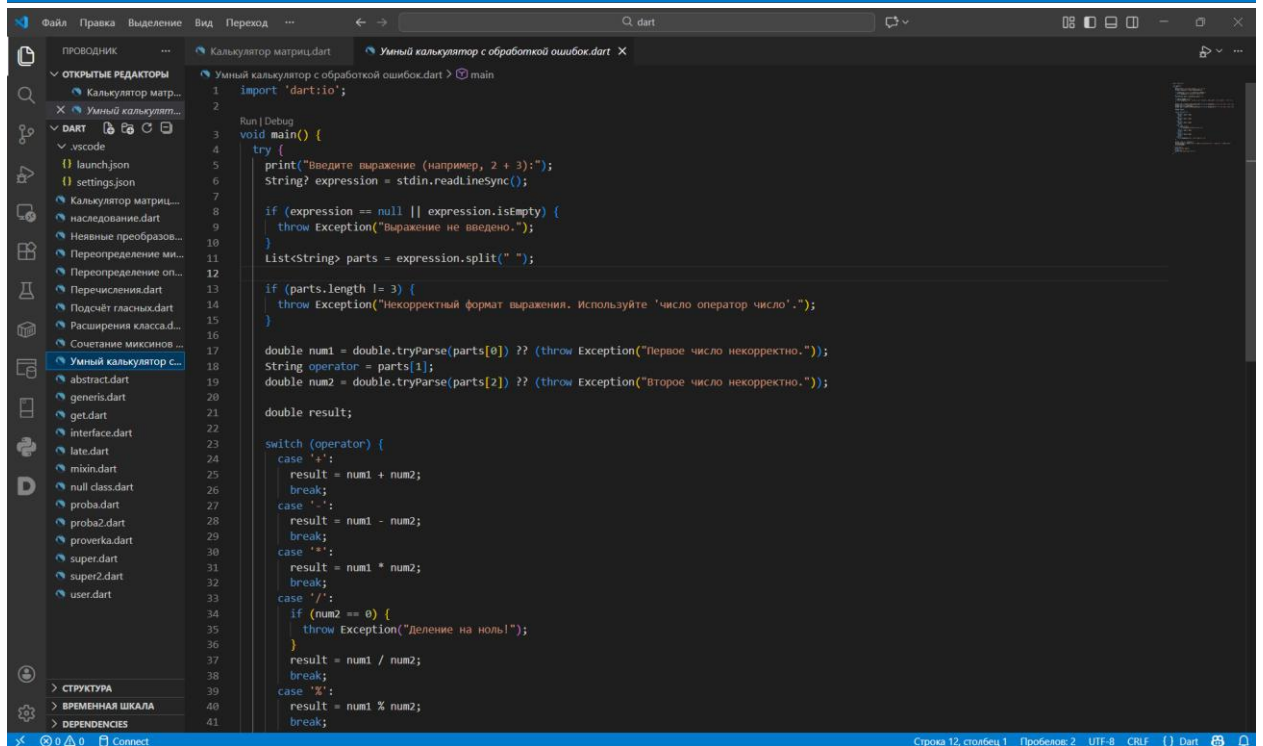 Файл Правка Выделение Вид Переход ··· ← → dart
ПРОВОДНИК ···
ОТКРЫТЫЕ РЕДАКТОРЫ
Калькулятор матр...
Умный калькулят...
DART
.vscode
{} launch.json
{} settings.json
Калькулятор матриц....
наследование.dart
Неявные преобразов...
Переопределение ми...
Переопределение оп...
Перечисления.dart
Подсчёт гласных.dart
Расширения класса.d...
Сочетание миксинов ...
Умный калькулятор с...
abstract.dart
generis.dart
get.dart
interface.dart
late.dart
mixin.dart
null class.dart
proba.dart
proba2.dart
proverka.dart
super.dart
super2.dart
user.dart
СТРУКТУРА
ВРЕМЕННАЯ ШКАЛА
DEPENDENCIES
Калькулятор матриц.dart Умный калькулятор с обработкой ошибок.dart
Умный калькулятор с обработкой ошибок.dart > main
1 import 'dart:io';
2
Run | Debug
3 void main() {
4 try {
5 print("Введите выражение (например, 2 + 3):");
6 String? expression = stdin.readLineSync();
7
8 if (expression == null || expression.isEmpty) {
9 throw Exception("Выражение не введено.");
10 }
11 List<String> parts = expression.split(" ");
12
13 if (parts.length != 3) {
14 throw Exception("Некорректный формат выражения. Используйте 'число оператор число'.");
15 }
16
17 double num1 = double.tryParse(parts[0]) ?? (throw Exception("Первое число некорректно."));
18 String operator = parts[1];
19 double num2 = double.tryParse(parts[2]) ?? (throw Exception("Второе число некорректно."));
20
21 double result;
22
23 switch (operator) {
24 case '+':
25 result = num1 + num2;
26 break;
27 case '-':
28 result = num1 - num2;
29 break;
30 case '*':
31 result = num1 * num2;
32 break;
33 case '/':
34 if (num2 == 0) {
35 throw Exception("Деление на ноль!");
36 }
37 result = num1 / num2;
38 break;
39 case '%':
40 result = num1 % num2;
41 break;
0 0 Connect Строка 12, столбец 1 Пробелов: 2 UTF-8 CRLF {} Dart